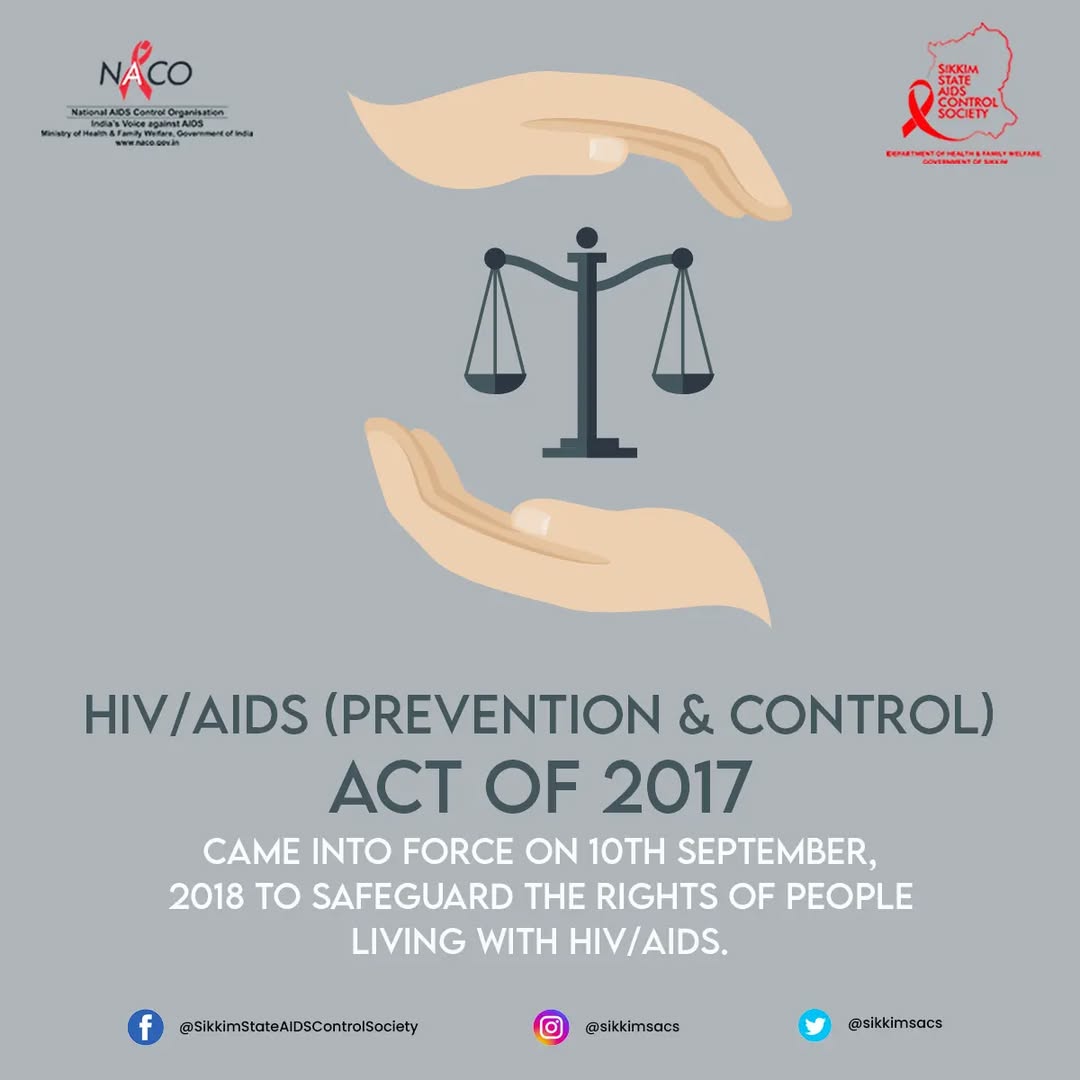 NACO
National AIDS Control Organisation
India's Voice against AIDS
Ministry of Health & Family Welfare, Government of India
www.naco.gov.in
SIKKIM
STATE
AIDS
CONTROL
SOCIETY
DEPARTMENT OF HEALTH & FAMILY WELFARE,
GOVERNMENT OF SIKKIM
HIV/AIDS (PREVENTION & CONTROL)
ACT OF 2017
CAME INTO FORCE ON 10TH SEPTEMBER,
2018 TO SAFEGUARD THE RIGHTS OF PEOPLE
LIVING WITH HIV/AIDS.
@SikkimStateAIDSControlSociety
@sikkimsacs
@sikkimsacs